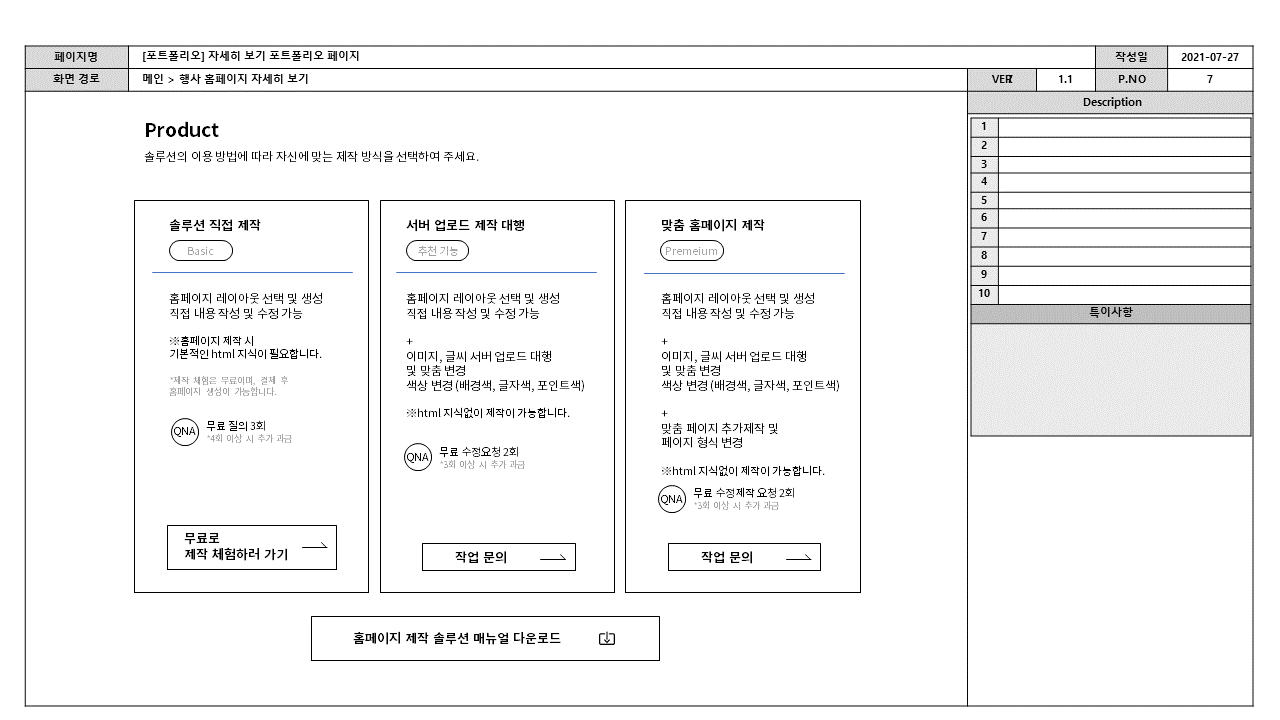 페이지명 [포트폴리오] 자세히 보기 포트폴리오 페이지 작성일 2021-07-27
화면 경로 메인 > 행사 홈페이지 자세히 보기 1.1 P.NO 7
Description
1
2
3
4
5
6
7
8
9
10
특이사항
Product
솔루션의 이용 방법에 따라 자신에 맞는 제작 방식을 선택하여 주세요.
솔루션 직접 제작
Basic
홈페이지 레이아웃 선택 및 생성
직접 내용 작성 및 수정 가능
※홈페이지 제작 시
기본적인 html 지식이 필요합니다.
*제작 체험은 무료이며, 결제 후
홈페이지 생성이 가능합니다.
QNA 무료 질의 3회
*4회 이상 시 추가 과금
무료로
제작 체험하러 가기
서버 업로드 제작 대행
추천 기능
홈페이지 레이아웃 선택 및 생성
직접 내용 작성 및 수정 가능
+
이미지, 글씨 서버 업로드 대행
및 맞춤 변경
색상 변경 (배경색, 글자색, 포인트색)
※html 지식없이 제작이 가능합니다.
QNA 무료 수정요청 2회
*3회 이상 시 추가 과금
작업 문의
맞춤 홈페이지 제작
Premeium
홈페이지 레이아웃 선택 및 생성
직접 내용 작성 및 수정 가능
+
이미지, 글씨 서버 업로드 대행
및 맞춤 변경
색상 변경 (배경색, 글자색, 포인트색)
+
맞춤 페이지 추가제작 및
페이지 형식 변경
※html 지식없이 제작이 가능합니다.
QNA 무료 수정제작 요청 2회
*3회 이상 시 추가 과금
작업 문의
홈페이지 제작 솔루션 매뉴얼 다운로드